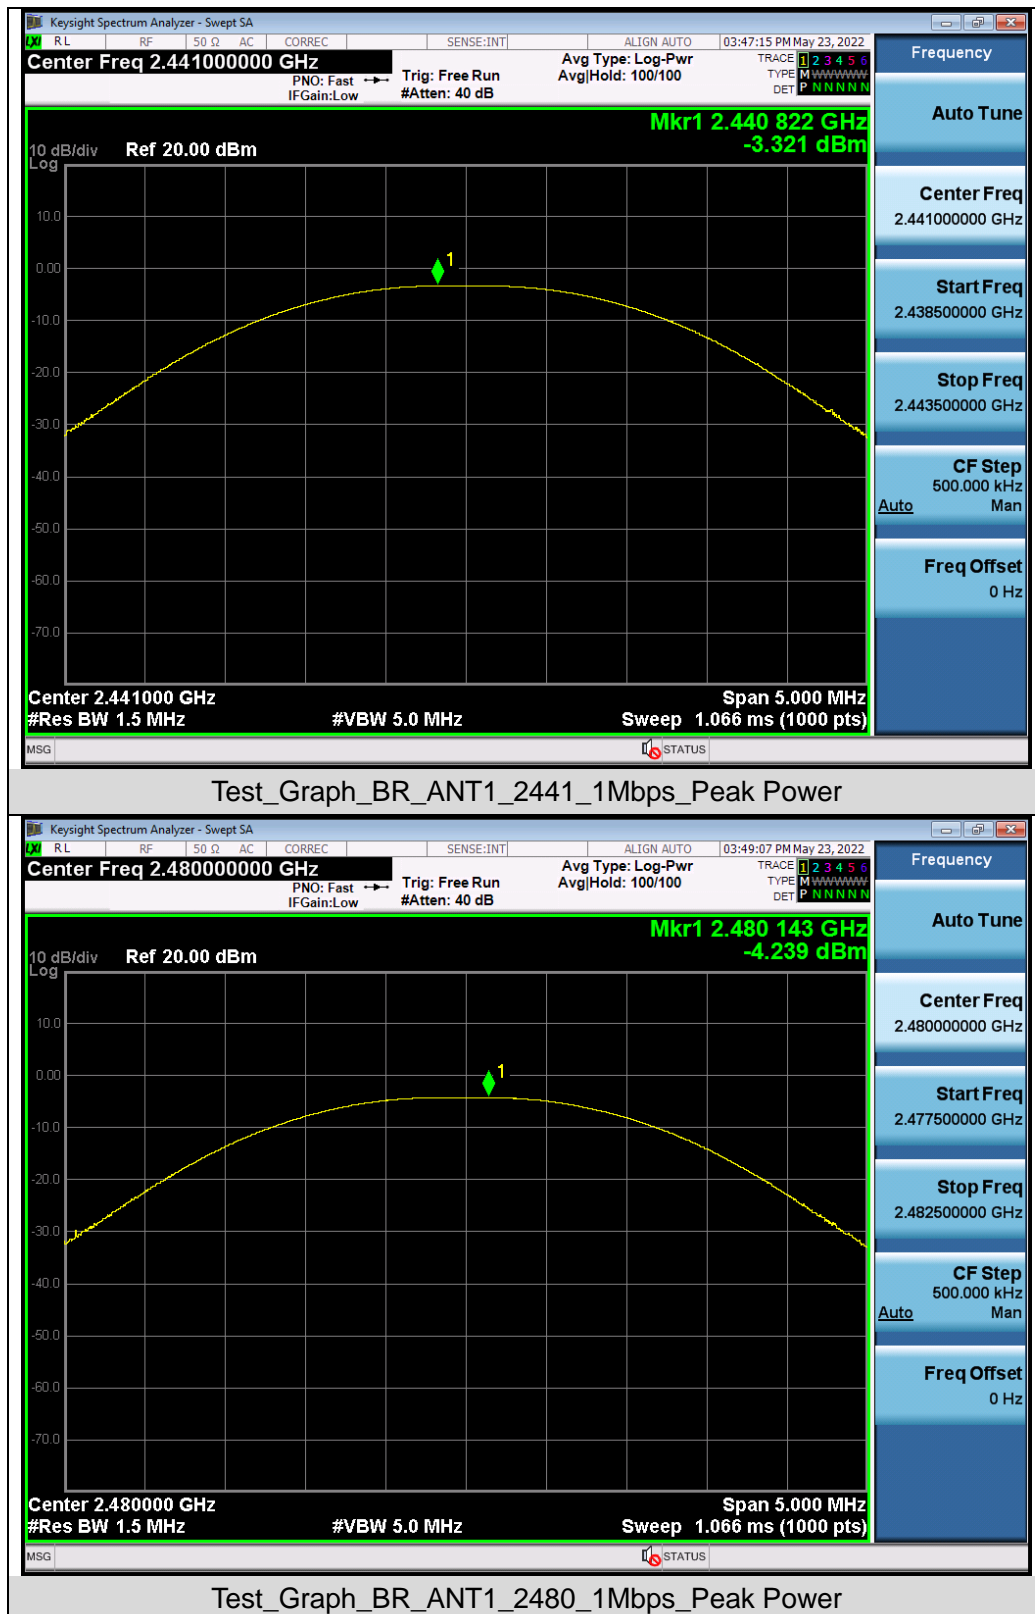 Keysight Spectrum Analyzer - Swept SA
LXI RL RF 50 Ω AC CORREC SENSE:INT ALIGN AUTO 03:47:15 PM May 23, 2022
Center Freq 2.441000000 GHz
PNO: Fast
IFGain:Low
Trig: Free Run
#Atten: 40 dB
Avg Type: Log-Pwr
Avg|Hold: 100/100
TRACE 1 2 3 4 5 6
TYPE M WWWWW
DET P N N N N N
Mkr1 2.440 822 GHz
-3.321 dBm
10 dB/div Ref 20.00 dBm
Log
10.0
1
0.00
-10.0
-20.0
-30.0
-40.0
-50.0
-60.0
-70.0
Center 2.441000 GHz Span 5.000 MHz
#Res BW 1.5 MHz #VBW 5.0 MHz Sweep 1.066 ms (1000 pts)
MSG STATUS
Frequency
Auto Tune
Center Freq
2.441000000 GHz
Start Freq
2.438500000 GHz
Stop Freq
2.443500000 GHz
CF Step
500.000 kHz
Auto Man
Freq Offset
0 Hz
Test_Graph_BR_ANT1_2441_1Mbps_Peak Power
Keysight Spectrum Analyzer - Swept SA
LXI RL RF 50 Ω AC CORREC SENSE:INT ALIGN AUTO 03:49:07 PM May 23, 2022
Center Freq 2.480000000 GHz
PNO: Fast
IFGain:Low
Trig: Free Run
#Atten: 40 dB
Avg Type: Log-Pwr
Avg|Hold: 100/100
TRACE 1 2 3 4 5 6
TYPE M WWWWW
DET P N N N N N
Mkr1 2.480 143 GHz
-4.239 dBm
10 dB/div Ref 20.00 dBm
Log
10.0
1
0.00
-10.0
-20.0
-30.0
-40.0
-50.0
-60.0
-70.0
Center 2.480000 GHz Span 5.000 MHz
#Res BW 1.5 MHz #VBW 5.0 MHz Sweep 1.066 ms (1000 pts)
MSG STATUS
Frequency
Auto Tune
Center Freq
2.480000000 GHz
Start Freq
2.477500000 GHz
Stop Freq
2.482500000 GHz
CF Step
500.000 kHz
Auto Man
Freq Offset
0 Hz
Test_Graph_BR_ANT1_2480_1Mbps_Peak Power